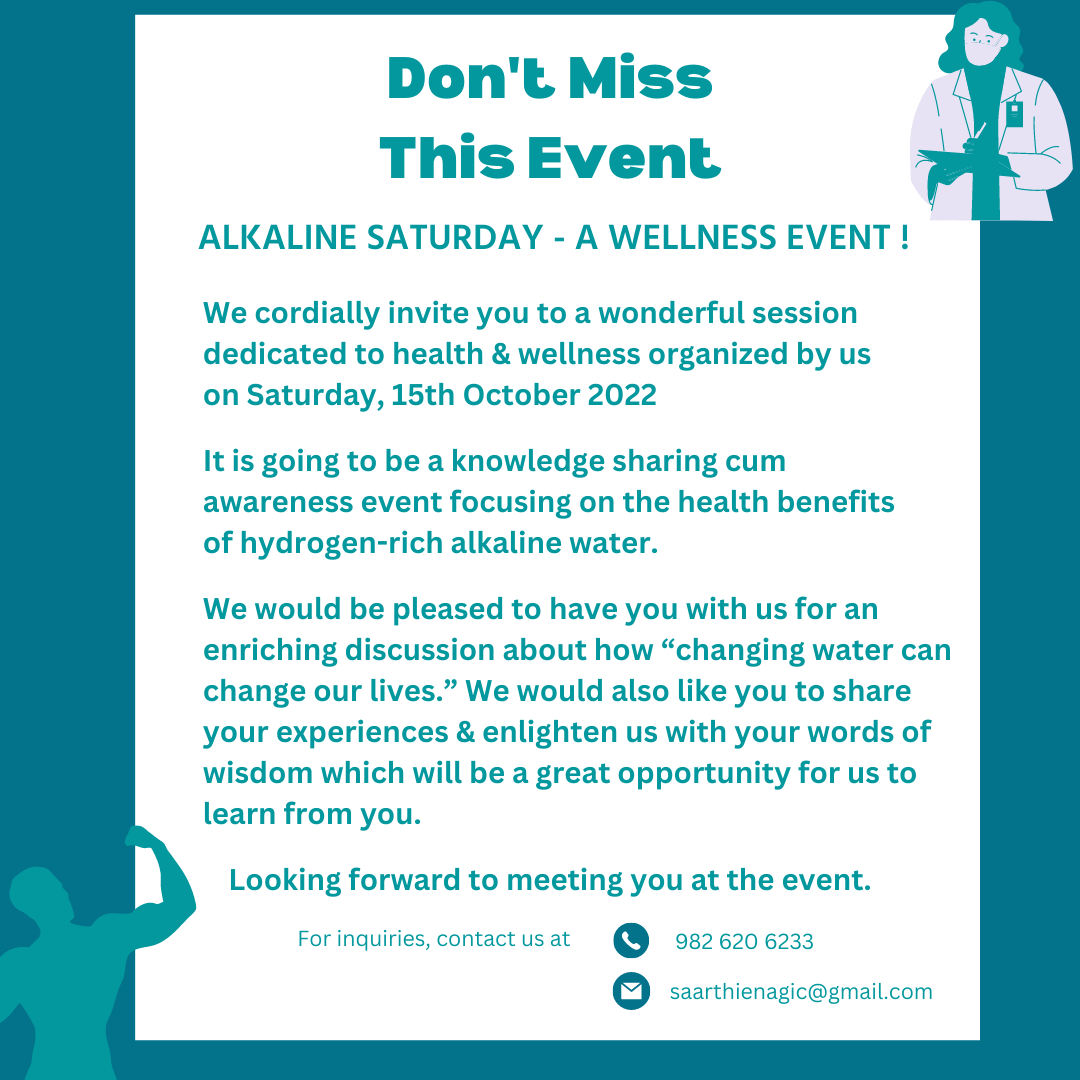 Don't Miss
This Event
ALKALINE SATURDAY - A WELLNESS EVENT !
We cordially invite you to a wonderful session
dedicated to health & wellness organized by us
on Saturday, 15th October 2022
It is going to be a knowledge sharing cum
awareness event focusing on the health benefits
of hydrogen-rich alkaline water.
We would be pleased to have you with us for an
enriching discussion about how “changing water can
change our lives.” We would also like you to share
your experiences & enlighten us with your words of
wisdom which will be a great opportunity for us to
learn from you.
Looking forward to meeting you at the event.
For inquiries, contact us at 982 620 6233
saarthienagic@gmail.com